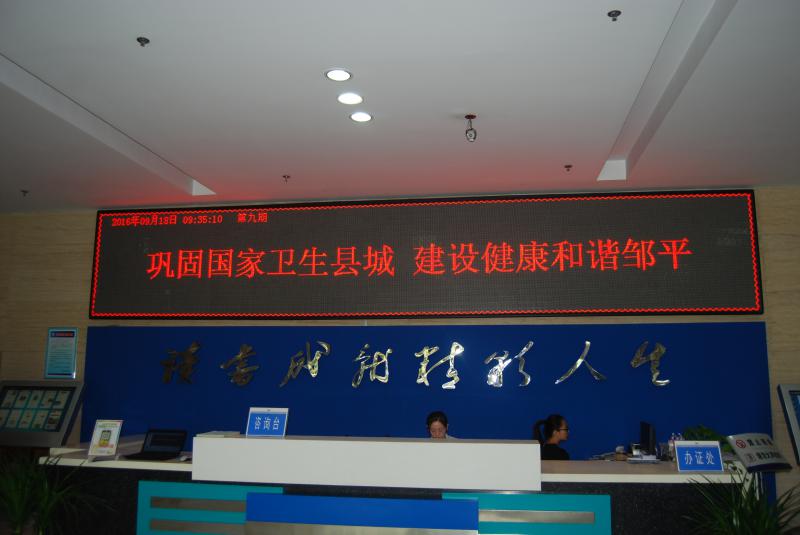 2016年09月18日 09:35:10 第九期
巩固国家卫生县城 建设健康和谐邹平
读书成就精彩人生
咨询台
办证处